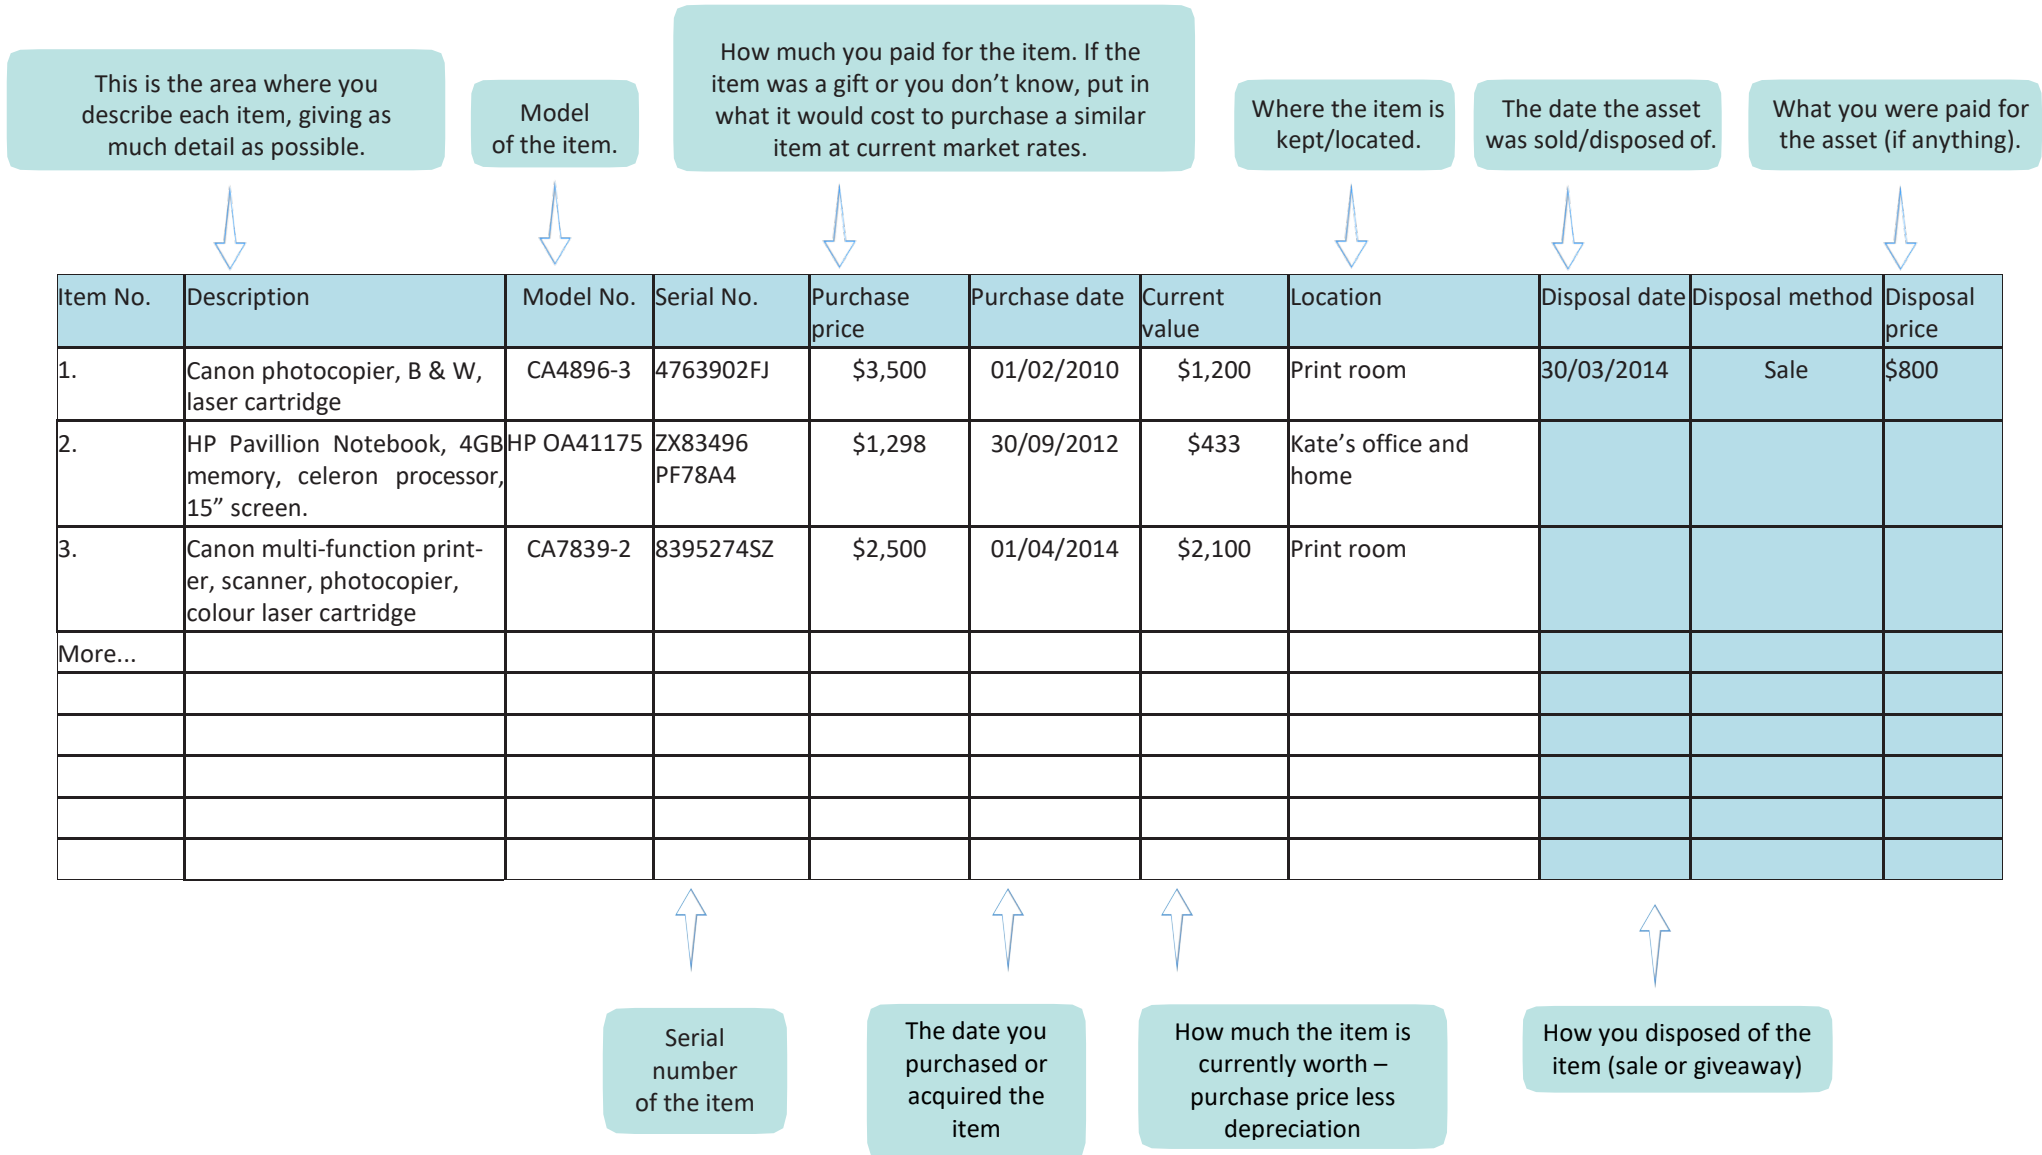 This is the area where you
describe each item, giving as
much detail as possible.
Model
of the item.
How much you paid for the item. If the
item was a gift or you don’t know, put in
what it would cost to purchase a similar
item at current market rates.
Where the item is
kept/located.
The date the asset
was sold/disposed of.
What you were paid for
the asset (if anything).
Item No.
Description
Model No.
Serial No.
Purchase
price
Purchase date
Current
value
Location
Disposal date
Disposal method
Disposal
price
1.
Canon photocopier, B & W,
laser cartridge
CA4896-3
4763902FJ
$3,500
01/02/2010
$1,200
Print room
30/03/2014
Sale
$800
2.
HP Pavillion Notebook, 4GB
memory, celeron processor,
15” screen.
HP OA41175
ZX83496
PF78A4
$1,298
30/09/2012
$433
Kate’s office and
home
3.
Canon multi-function print-
er, scanner, photocopier,
colour laser cartridge
CA7839-2
8395274SZ
$2,500
01/04/2014
$2,100
Print room
More...
Serial
number
of the item
The date you
purchased or
acquired the
item
How much the item is
currently worth –
purchase price less
depreciation
How you disposed of the
item (sale or giveaway)